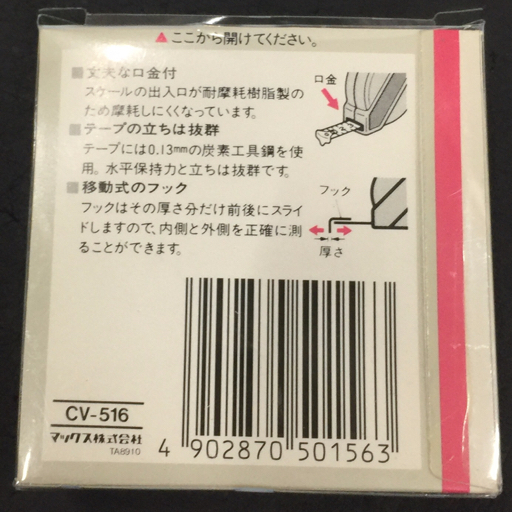 ▲ここから開けてください。
■丈夫な口金付
スケールの出入口が耐摩耗樹脂製の
ため摩耗しにくくなっています。
口金
■テープの立ちは抜群
テープには0.13mmの炭素工具鋼を使
用。水平保持力と立ちは抜群です。
■移動式のフック
フックはその厚さ分だけ前後にスライ
ドしますので、内側と外側を正確に測
ることができます。
フック
厚さ
CV-516
マックス株式会社
TA8910
4 902870 501563